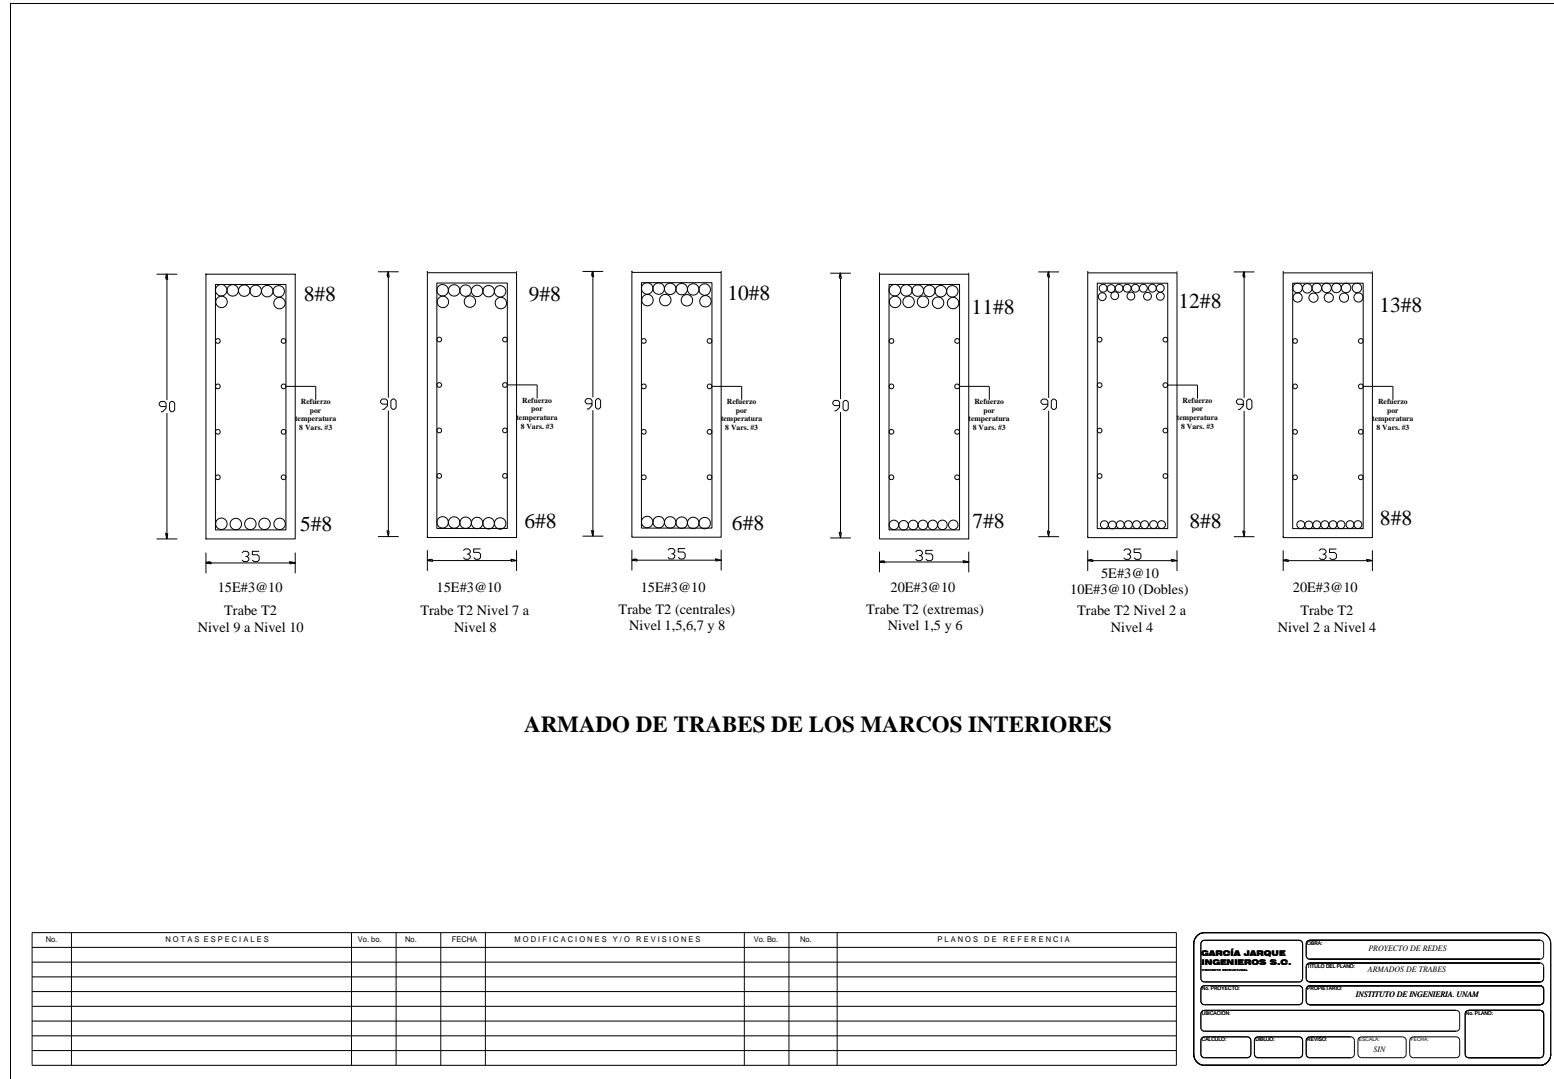 8#8
90
Refuerzo
por
temperatura
8 Vars. #3
5#8
35
15E#3@10
Trabe T2
Nivel 9 a Nivel 10
9#8
90
Refuerzo
por
temperatura
8 Vars. #3
6#8
35
15E#3@10
Trabe T2 Nivel 7 a
Nivel 8
10#8
90
Refuerzo
por
temperatura
8 Vars. #3
6#8
35
15E#3@10
Trabe T2 (centrales)
Nivel 1,5,6,7 y 8
11#8
90
Refuerzo
por
temperatura
8 Vars. #3
7#8
35
20E#3@10
Trabe T2 (extremas)
Nivel 1,5 y 6
12#8
90
Refuerzo
por
temperatura
8 Vars. #3
8#8
35
5E#3@10
10E#3@10 (Dobles)
Trabe T2 Nivel 2 a
Nivel 4
13#8
90
Refuerzo
por
temperatura
8 Vars. #3
8#8
35
20E#3@10
Trabe T2
Nivel 2 a Nivel 4
ARMADO DE TRABES DE LOS MARCOS INTERIORES
No. NOTAS ESPECIALES Vo. bo. No. FECHA MODIFICACIONES Y/O REVISIONES Vo. Bo. No. PLANOS DE REFERENCIA
GARCÍA JARQUE
INGENIEROS S.C.
OBRA: PROYECTO DE REDES
TITULO DEL PLANO: ARMADOS DE TRABES
No. PROYECTO:
PROPIETARIO: INSTITUTO DE INGENIERIA. UNAM
UBICACIÓN:
No. PLANO:
CALCULO:
DIBUJO:
REVISO:
ESCALA: SIN
FECHA: